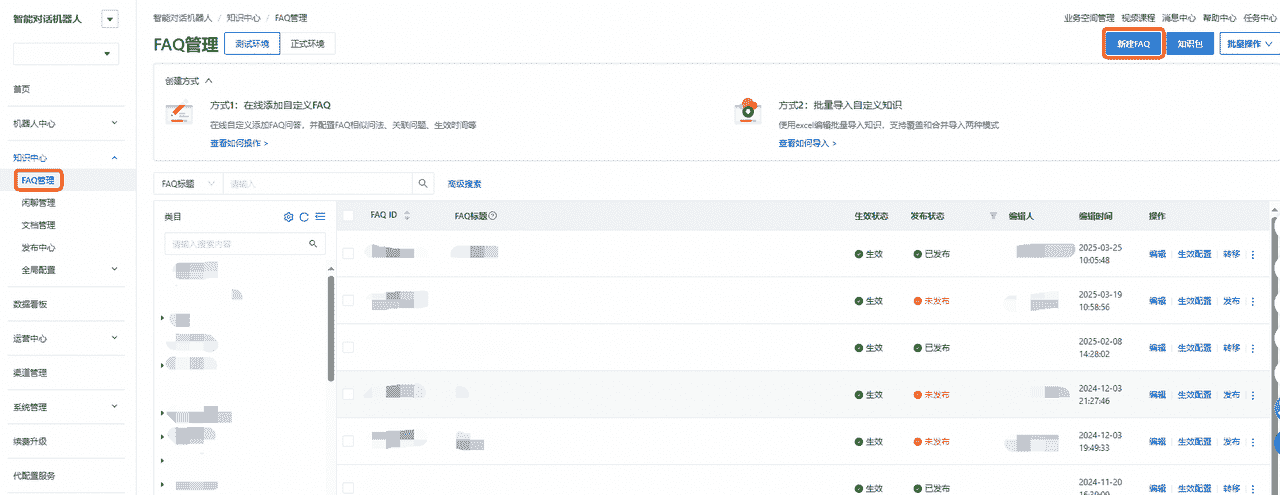 智能对话机器人
首页
机器人中心
知识中心
FAQ管理
闲聊管理
文档管理
发布中心
全局配置
数据看板
运营中心
渠道管理
系统管理
续费升级
代配置服务
智能对话机器人 / 知识中心 / FAQ管理
业务空间管理 视频课程 消息中心 帮助中心 任务中心
FAQ管理 测试环境 正式环境
新建FAQ 知识包 批量操作
创建方式
方式1：在线添加自定义FAQ
在线自定义添加FAQ问答，并配置FAQ相似问法、关联问题、生效时间等
查看如何操作 >
方式2：批量导入自定义知识
使用excel编辑批量导入知识，支持覆盖和合并导入两种模式
查看如何导入 >
FAQ标题 请输入 高级搜索
类目
请输入搜索内容
FAQ ID FAQ标题 生效状态 发布状态 编辑人 编辑时间 操作
生效 已发布 2025-03-25 10:05:48 编辑 生效配置 转移
生效 未发布 2025-03-19 10:58:56 编辑 生效配置 发布
生效 已发布 2025-02-08 14:28:02 编辑 生效配置 转移
生效 未发布 2024-12-03 21:27:46 编辑 生效配置 发布
生效 未发布 2024-12-03 19:49:33 编辑 生效配置 发布
生效 已发布 2024-11-20 编辑 生效配置 转移